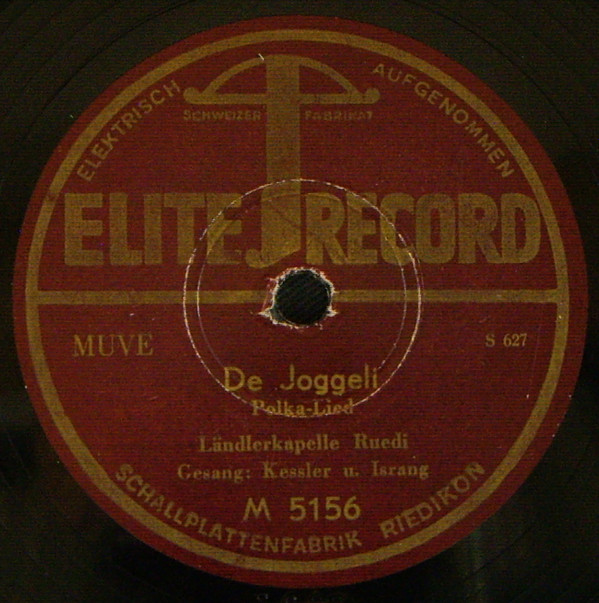 ELEKTRISCH AUFGENOMMEN
SCHWEIZER FABRIKAT
ELITE RECORD
MUVE S 627
De Joggeli
Polka-Lied
Ländlerkapelle Ruedi
Gesang: Kessler u. Israng
M 5156
SCHALLPLATTENFABRIK RIEDIKON